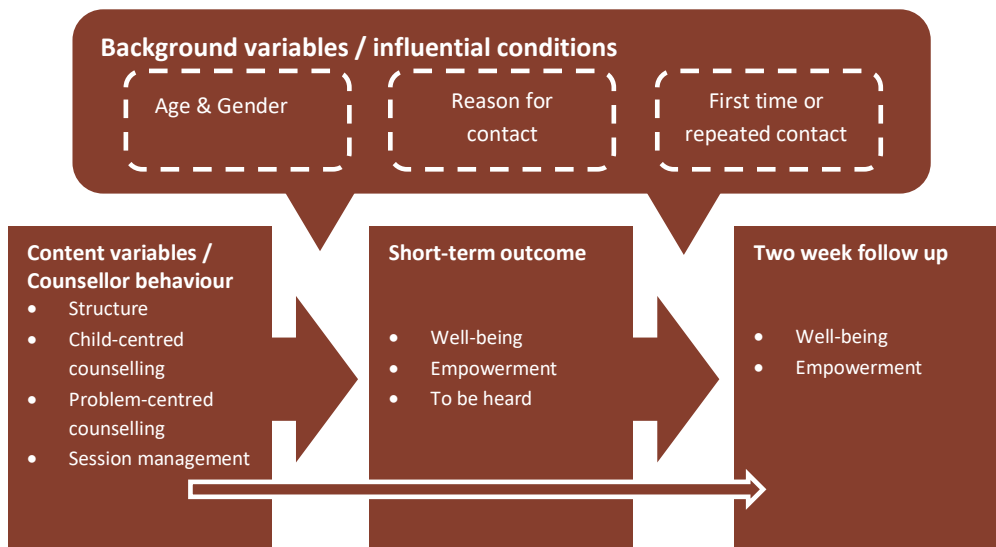 Background variables / influential conditions
Age & Gender
Reason for
contact
First time or
repeated contact
Content variables /
Counsellor behaviour
• Structure
• Child-centred
counselling
• Problem-centred
counselling
• Session management
Short-term outcome
• Well-being
• Empowerment
• To be heard
Two week follow up
• Well-being
• Empowerment